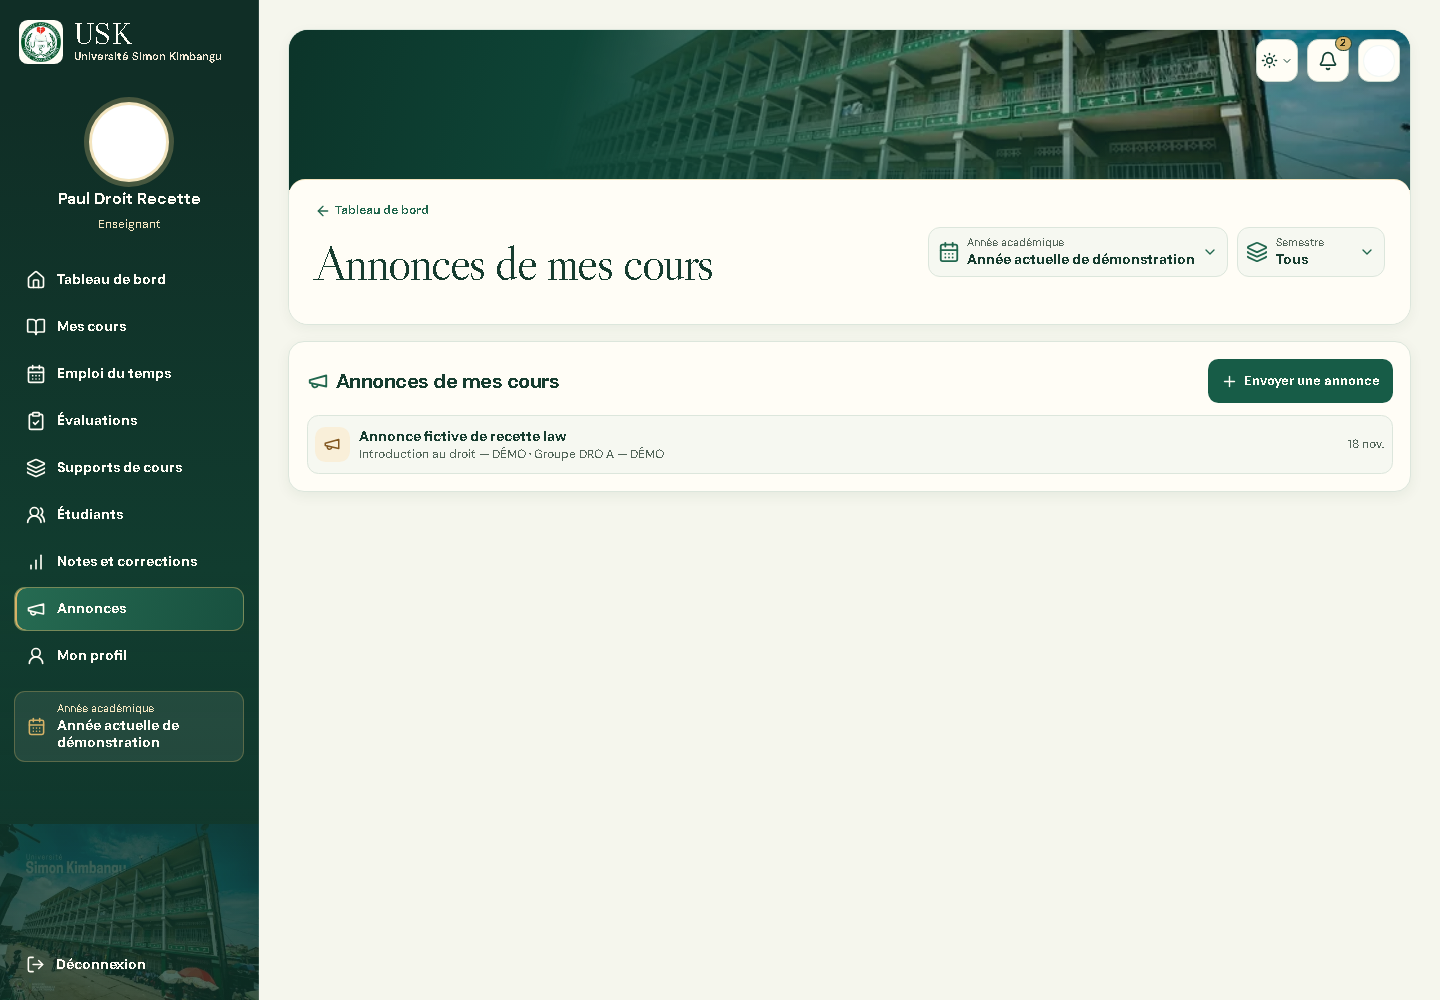 USK
Université Simon Kimbangu
Paul Droit Recette
Enseignant
Tableau de bord
Mes cours
Emploi du temps
Évaluations
Supports de cours
Étudiants
Notes et corrections
Annonces
Mon profil
Année académique
Année actuelle de
démonstration
Université
Simon Kimbangu
Déconnexion
2
Tableau de bord
Annonces de mes cours
Année académique
Année actuelle de démonstration
Semestre
Tous
Annonces de mes cours
Envoyer une annonce
Annonce fictive de recette law
Introduction au droit — DÉMO · Groupe DRO A — DÉMO
18 nov.